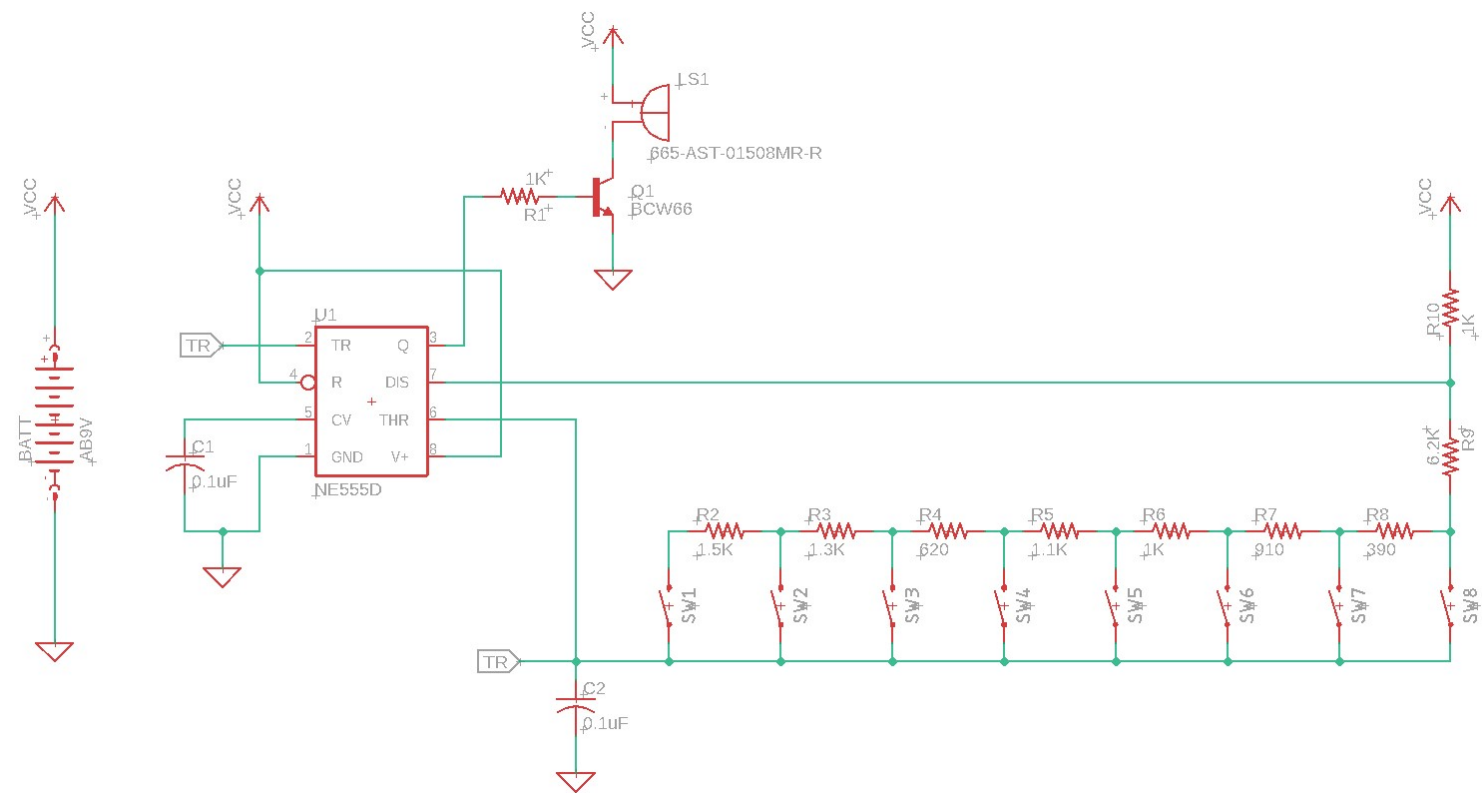 VCC
LS1
665-AST-01508MR-R
1K
R1
Q1
BCW66
VCC
VCC
VCC
R10
1K
U1
TR
2
TR
Q
3
4
R
DIS
7
5
CV
THR
6
1
GND
V+
8
NE555D
C1
0.1uF
BATT
AB9V
6.2K
R9
R2
R3
R4
R5
R6
R7
R8
1.5K
1.3K
620
1.1K
1K
910
390
SW1
SW2
SW3
SW4
SW5
SW6
SW7
SW8
TR
C2
0.1uF